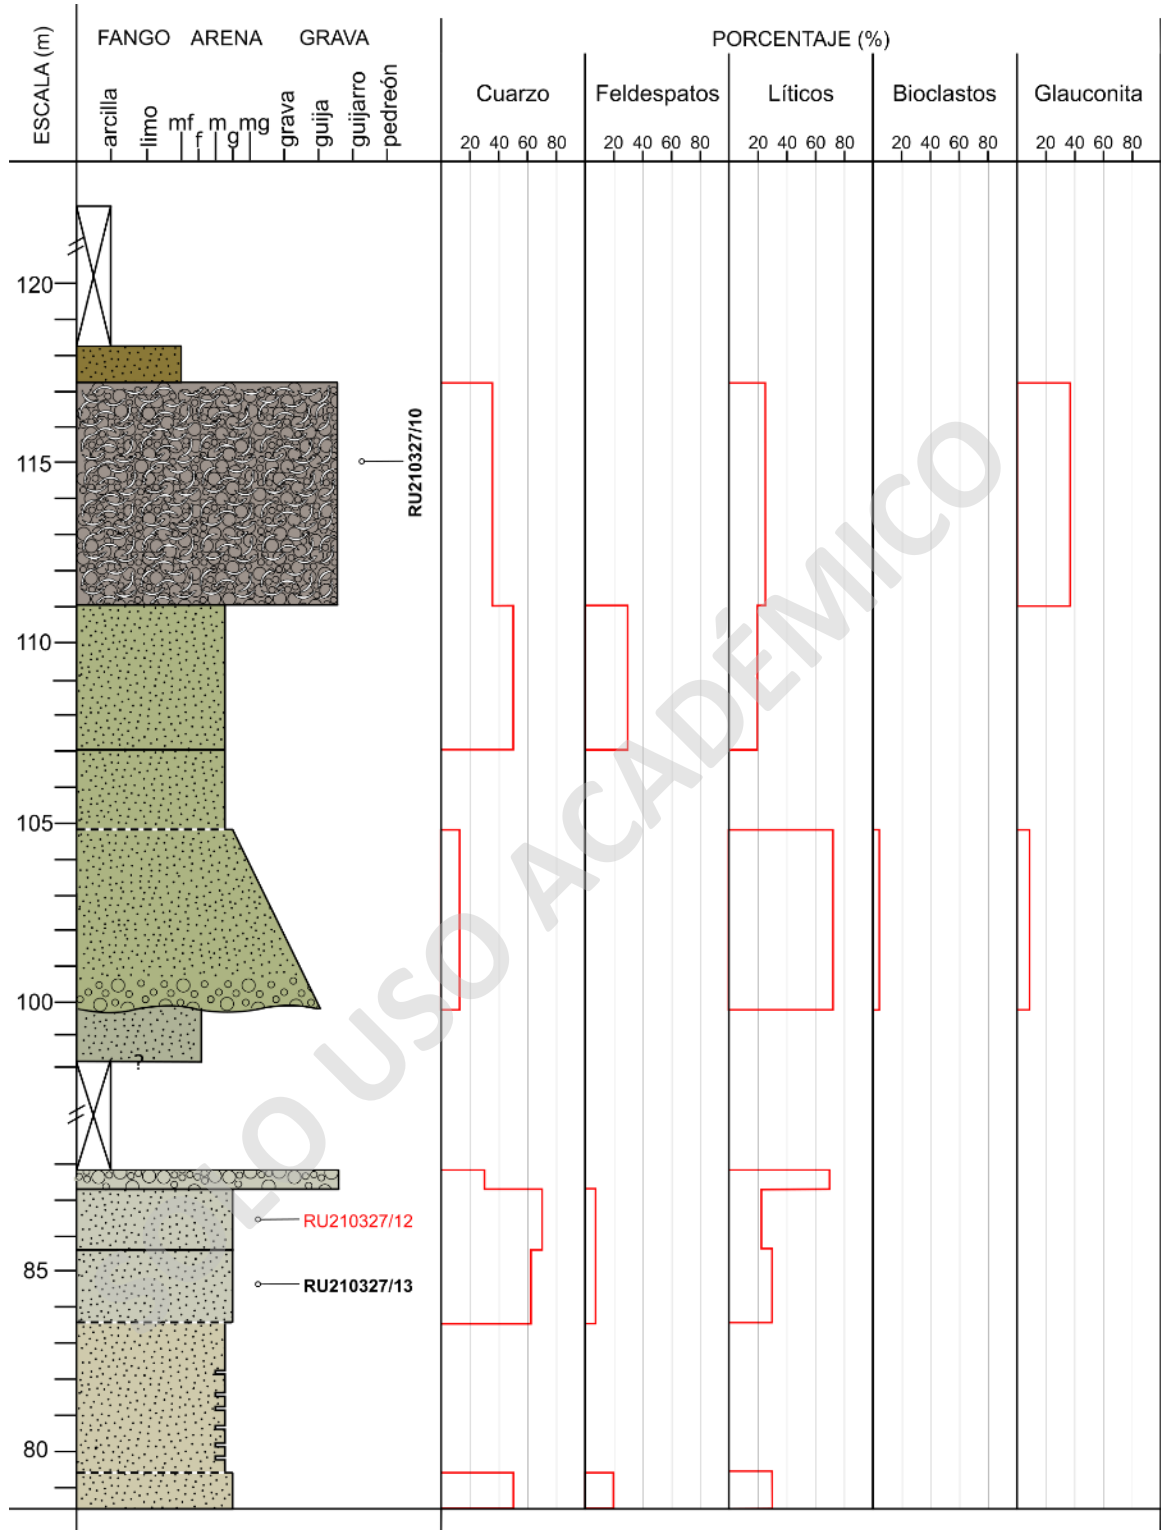 ESCALA (m)
FANGO ARENA GRAVA
arcilla
limo
mf
f
m
g
mg
grava
guija
guijarro
pedreón
PORCENTAJE (%)
Cuarzo Feldespatos Líticos Bioclastos Glauconita
20 40 60 80 20 40 60 80 20 40 60 80 20 40 60 80 20 40 60 80
120
115
RU210327/10
110
105
100
?
RU210327/12
85
RU210327/13
80
SOLO USO ACADÉMICO